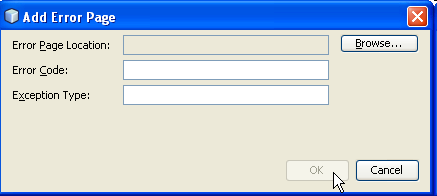 Add Error Page
Error Page Location:
Browse...
Error Code:
Exception Type:
OK
Cancel